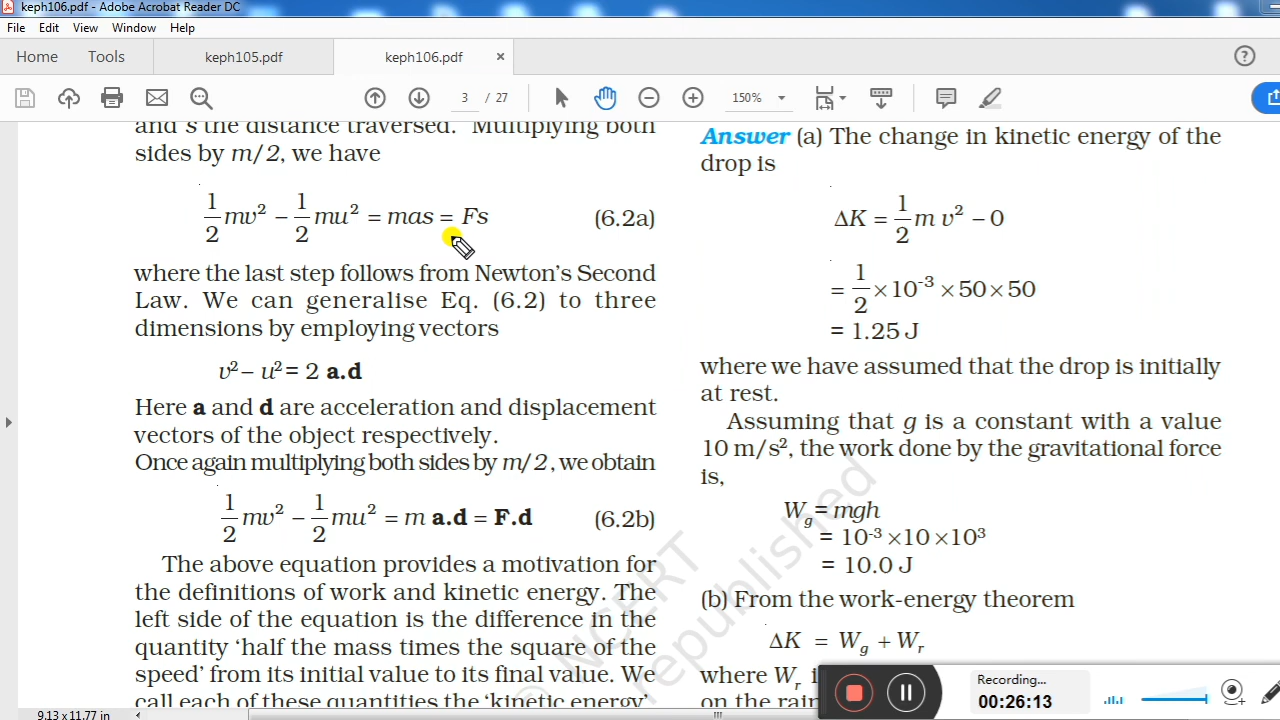 keph106.pdf - Adobe Acrobat Reader DC
File Edit View Window Help
Home Tools keph105.pdf keph106.pdf ×
3 / 27 150%
and s the distance traversed. Multiplying both
sides by m/2, we have
1/2 mv² − 1/2 mu² = mas = Fs (6.2a)
where the last step follows from Newton's Second
Law. We can generalise Eq. (6.2) to three
dimensions by employing vectors
v² − u² = 2 a.d
Here a and d are acceleration and displacement
vectors of the object respectively.
Once again multiplying both sides by m/2, we obtain
1/2 mv² − 1/2 mu² = m a.d = F.d (6.2b)
The above equation provides a motivation for
the definitions of work and kinetic energy. The
left side of the equation is the difference in the
quantity 'half the mass times the square of the
speed' from its initial value to its final value. We
call each of these quantities the 'kinetic energy',
Answer (a) The change in kinetic energy of the
drop is
ΔK = 1/2 m v² − 0
= 1/2 × 10⁻³ × 50 × 50
= 1.25 J
where we have assumed that the drop is initially
at rest.
Assuming that g is a constant with a value
10 m/s², the work done by the gravitational force
is,
W_g = mgh
= 10⁻³ × 10 × 10³
= 10.0 J
(b) From the work-energy theorem
ΔK = W_g + W_r
where W_r
on the rain
© NCERT
republished
Recording...
00:26:13
9.13 x 11.77 in